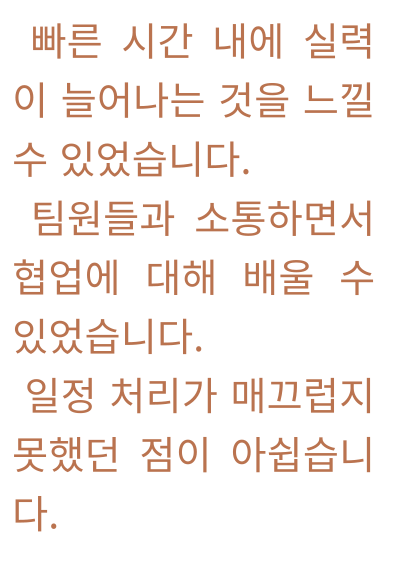 빠른 시간 내에 실력
이 늘어나는 것을 느낄
수 있었습니다.
팀원들과 소통하면서
협업에 대해 배울 수
있었습니다.
일정 처리가 매끄럽지
못했던 점이 아쉽습니
다.